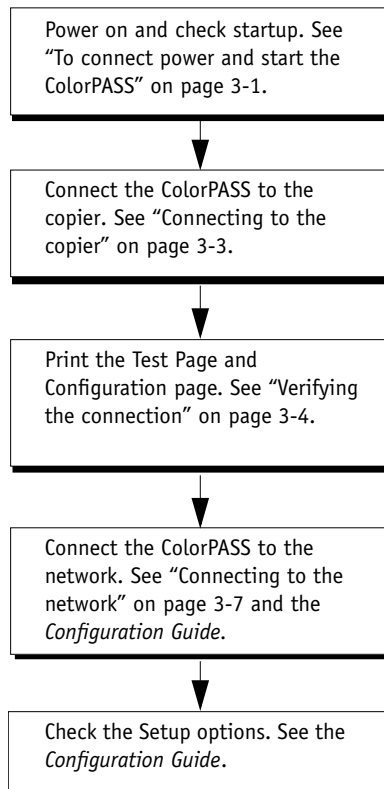 Power on and check startup. See
“To connect power and start the
ColorPASS” on page 3-1.
Connect the ColorPASS to the
copier. See “Connecting to the
copier” on page 3-3.
Print the Test Page and
Configuration page. See “Verifying
the connection” on page 3-4.
Connect the ColorPASS to the
network. See “Connecting to the
network” on page 3-7 and the
Configuration Guide.
Check the Setup options. See the
Configuration Guide.